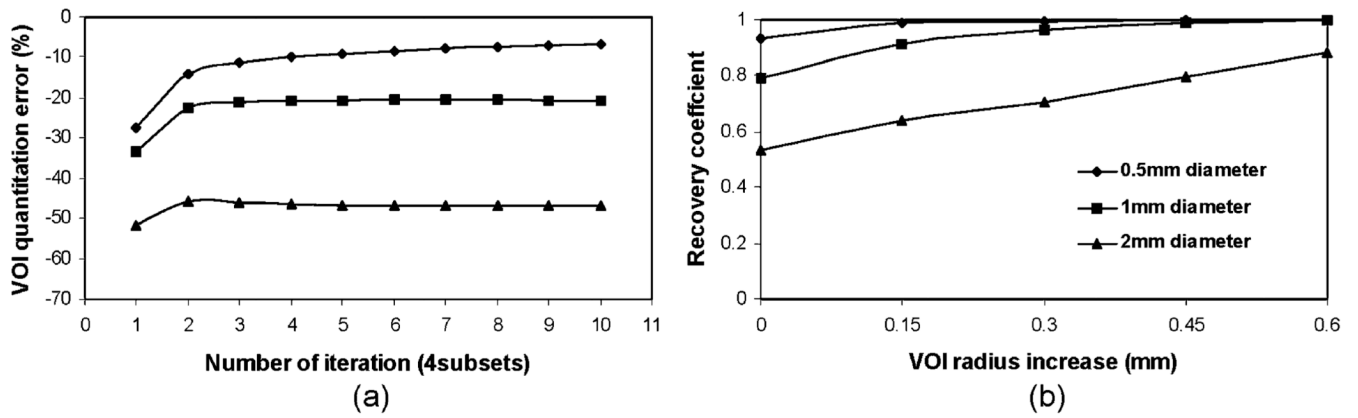 VOI quantitation error (%)
0
-10
-20
-30
-40
-50
-60
-70
0 1 2 3 4 5 6 7 8 9 10 11
Number of iteration (4subsets)
(a)
Recovery coeffcient
1
0.8
0.6
0.4
0.2
0
0 0.15 0.3 0.45 0.6
0.5mm diameter
1mm diameter
2mm diameter
VOI radius increase (mm)
(b)